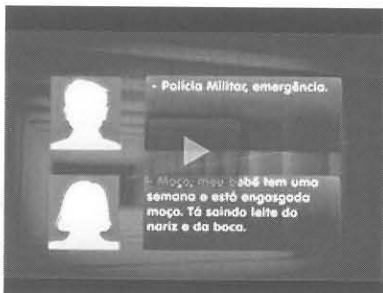 - Polícia Militar, emergência.
- Moço, meu bebê tem uma
semana e está engasgada
moço. Tá saindo leite do
nariz e da boca.